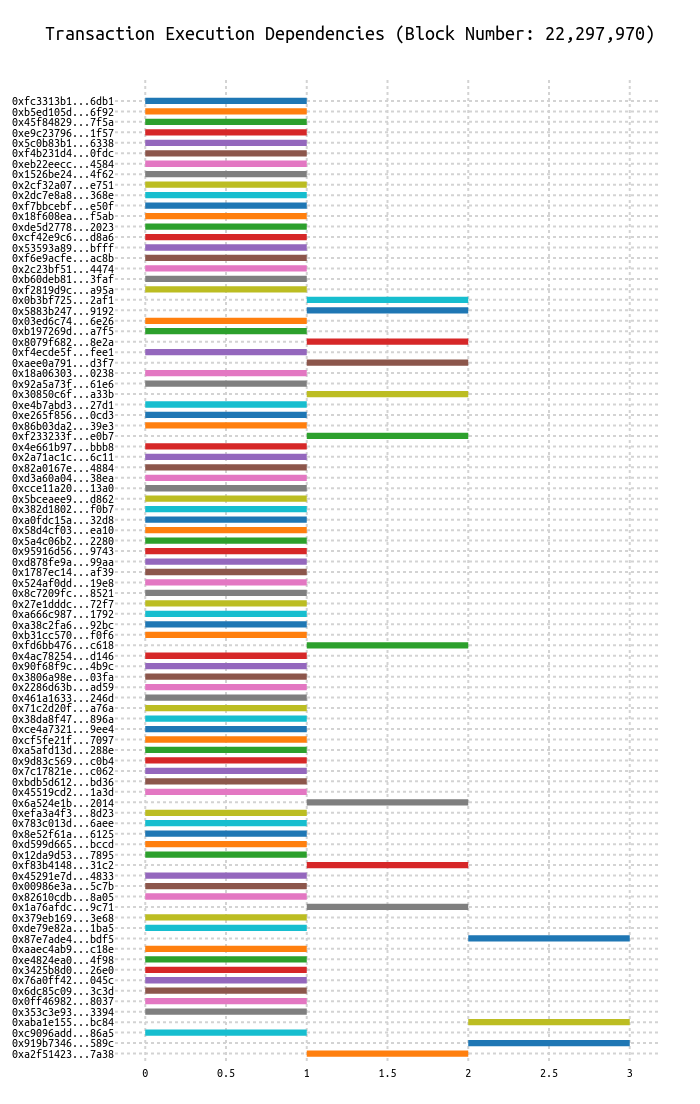 Transaction Execution Dependencies (Block Number: 22,297,970)
0xfc3313b1...6db1
0xb5ed105d...6f92
0x45f84829...7f5a
0xe9c23796...1f57
0x5c0b83b1...6338
0xf4b231d4...0fdc
0xeb22eecc...4584
0x1526be24...4f62
0x2cf32a07...e751
0x2dc7e8a8...368e
0xf7bbcebf...e50f
0x18f608ea...f5ab
0xde5d2778...2023
0xcf42e9c6...d8a6
0x53593a89...bfff
0xf6e9acfe...ac8b
0x2c23bf51...4474
0xb60deb81...3faf
0xf2819d9c...a95a
0x0b3bf725...2af1
0x5883b247...9192
0x03ed6c74...6e26
0xb197269d...a7f5
0x8079f682...8e2a
0xf4ecde5f...fee1
0xaee0a791...d3f7
0x18a06303...0238
0x92a5a73f...61e6
0x30850c6f...a33b
0xe4b7abd3...27d1
0xe265f856...0cd3
0x86b03da2...39e3
0xf233233f...e0b7
0x4e661b97...bbb8
0x2a71ac1c...6c11
0x82a0167e...4884
0xd3a60a04...38ea
0xcce11a20...13a0
0x5bceaee9...d862
0x382d1802...f0b7
0xa0fdc15a...32d8
0x58d4cf03...ea10
0x5a4c06b2...2280
0x95916d56...9743
0xd878fe9a...99aa
0x1787ec14...af39
0x524af0dd...19e8
0x8c7209fc...8521
0x27e1dddc...72f7
0xa666c987...1792
0xa38c2fa6...92bc
0xb31cc570...f0f6
0xfd6bb476...c618
0x4ac78254...d146
0x90f68f9c...4b9c
0x3806a98e...03fa
0x2286d63b...ad59
0x461a1633...246d
0x71c2d20f...a76a
0x38da8f47...896a
0xce4a7321...9ee4
0xcf5fe21f...7097
0xa5afd13d...288e
0x9d83c569...c0b4
0x7c17821e...c062
0xbdb5d612...bd36
0x45519cd2...1a3d
0x6a524e1b...2014
0xefa3a4f3...8d23
0x783c013d...6aee
0x8e52f61a...6125
0xd599d665...bccd
0x12da9d53...7895
0xf83b4148...31c2
0x45291e7d...4833
0x00986e3a...5c7b
0x82610cdb...8a05
0x1a76afdc...9c71
0x379eb169...3e68
0xde79e82a...1ba5
0x87e7ade4...bdf5
0xaaec4ab9...c18e
0xe4824ea0...4f98
0x3425b8d0...26e0
0x76a0ff42...045c
0x6dc85c09...3c3d
0x0ff46982...8037
0x353c3e93...3394
0xaba1e155...bc84
0xc9096add...86a5
0x919b7346...589c
0xa2f51423...7a38
0 0.5 1 1.5 2 2.5 3